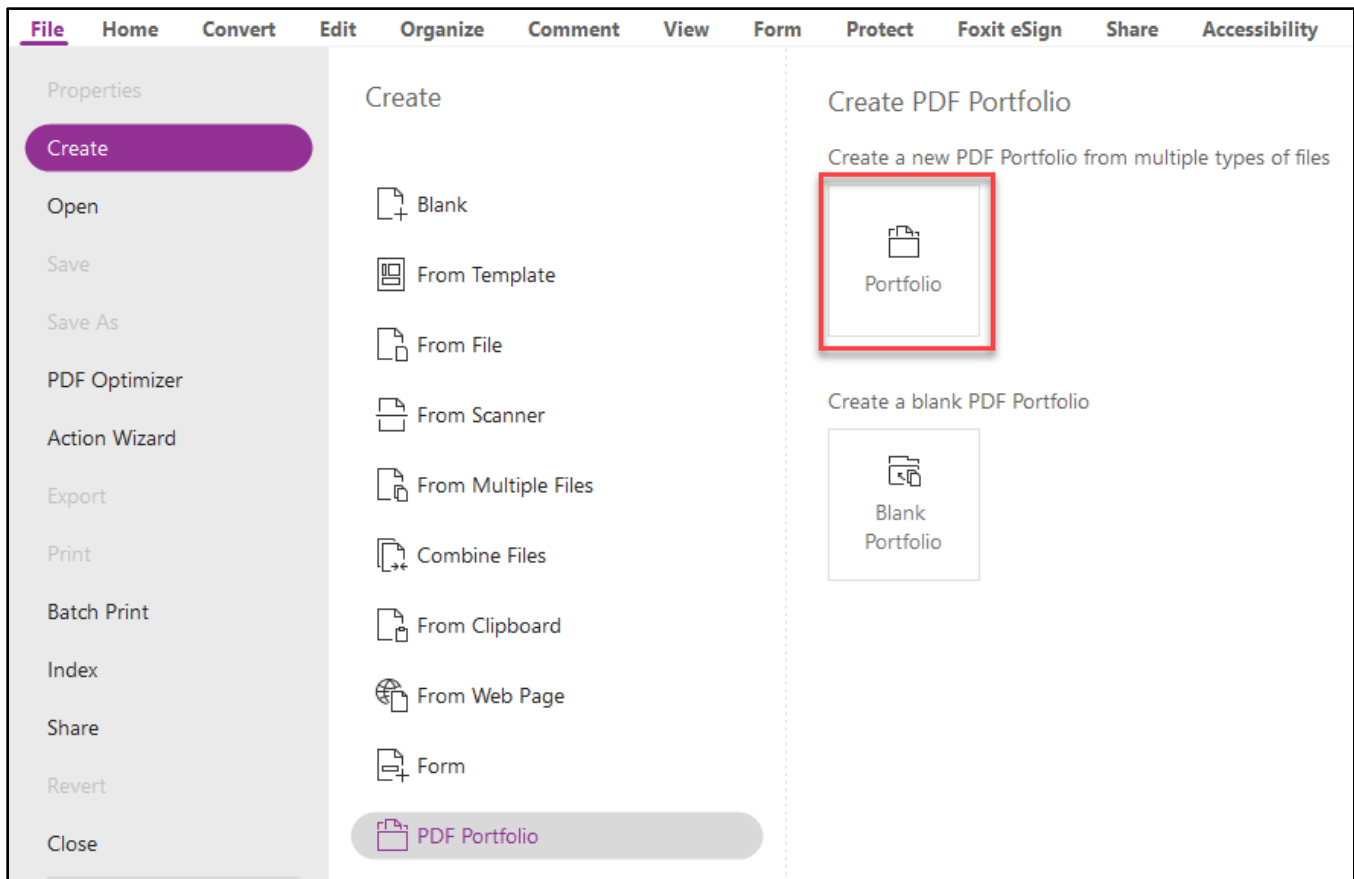 File Home Convert Edit Organize Comment View Form Protect Foxit eSign Share Accessibility
Properties
Create
Open
Save
Save As
PDF Optimizer
Action Wizard
Export
Print
Batch Print
Index
Share
Revert
Close
Create
Blank
From Template
From File
From Scanner
From Multiple Files
Combine Files
From Clipboard
From Web Page
Form
PDF Portfolio
Create PDF Portfolio
Create a new PDF Portfolio from multiple types of files
Portfolio
Create a blank PDF Portfolio
Blank
Portfolio